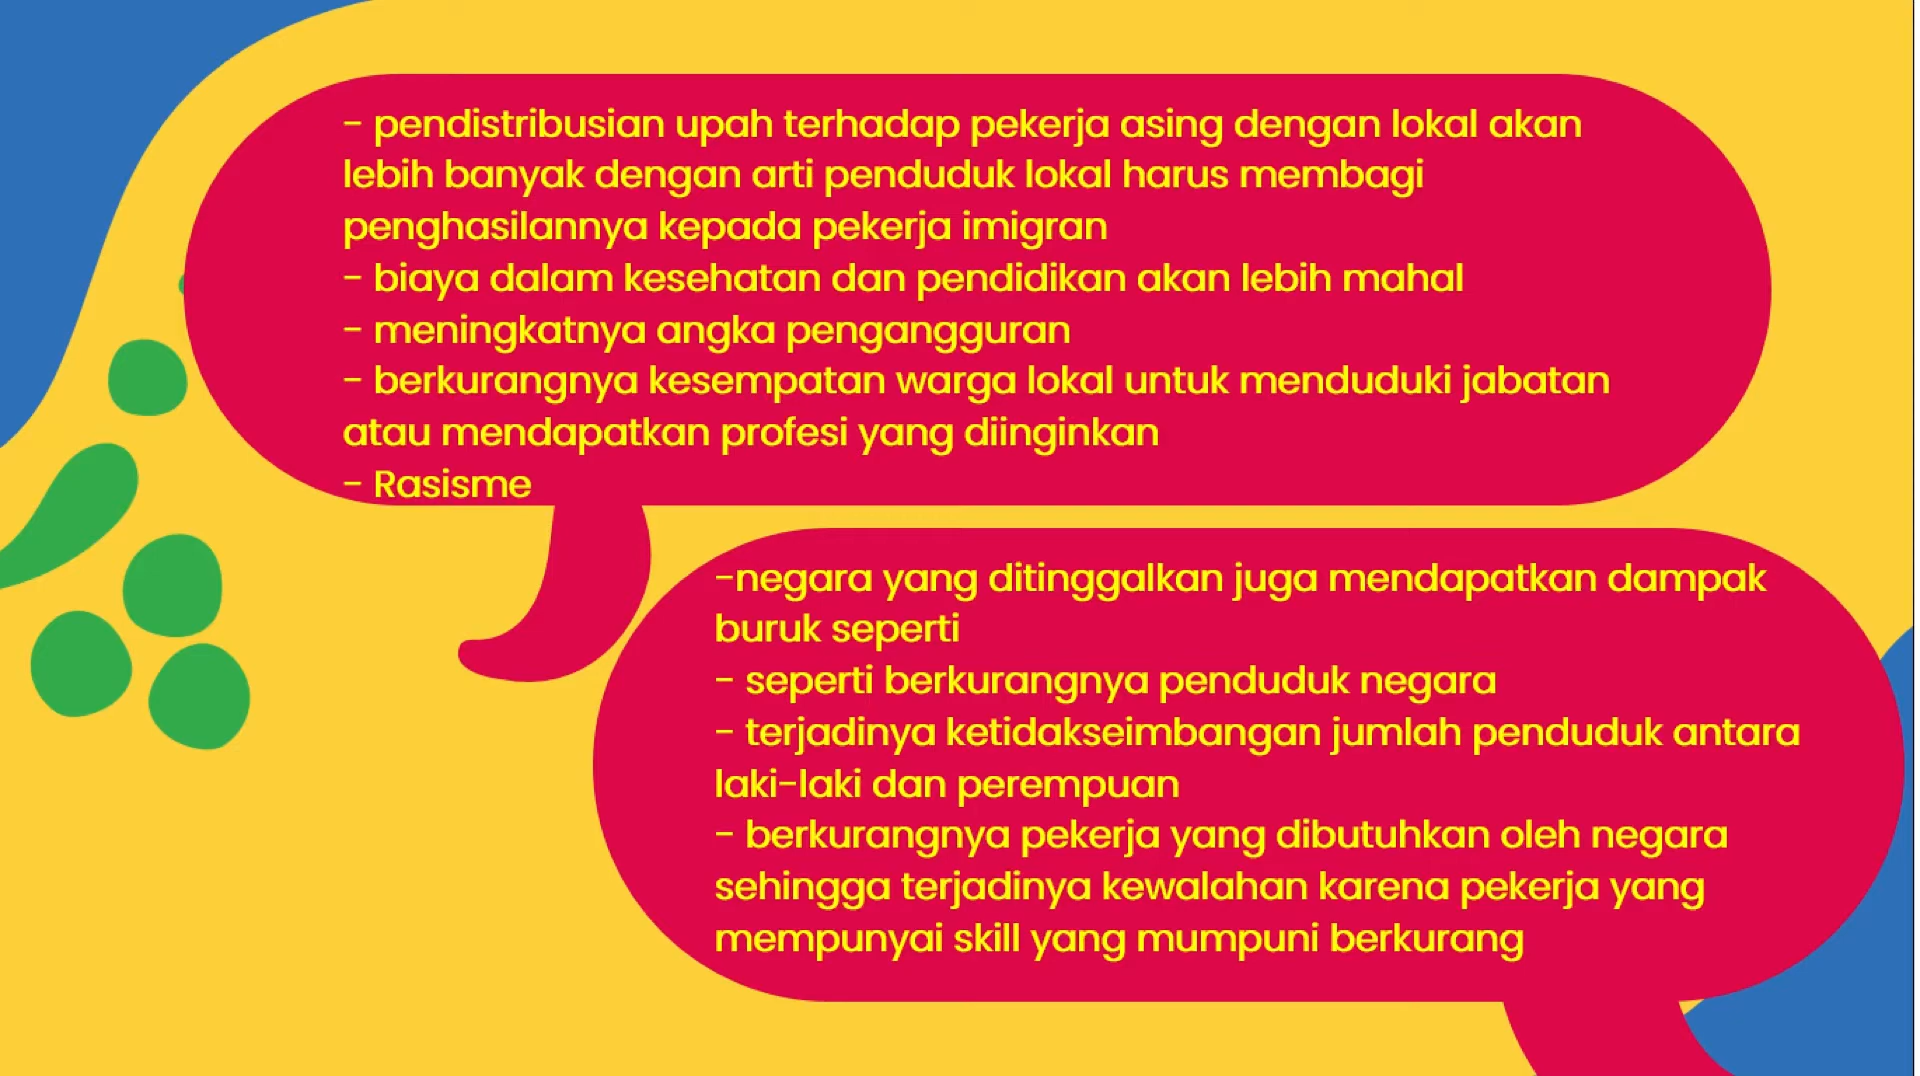 - pendistribusian upah terhadap pekerja asing dengan lokal akan
lebih banyak dengan arti penduduk lokal harus membagi
penghasilannya kepada pekerja imigran
- biaya dalam kesehatan dan pendidikan akan lebih mahal
- meningkatnya angka pengangguran
- berkurangnya kesempatan warga lokal untuk menduduki jabatan
atau mendapatkan profesi yang diinginkan
- Rasisme
-negara yang ditinggalkan juga mendapatkan dampak
buruk seperti
- seperti berkurangnya penduduk negara
- terjadinya ketidakseimbangan jumlah penduduk antara
laki-laki dan perempuan
- berkurangnya pekerja yang dibutuhkan oleh negara
sehingga terjadinya kewalahan karena pekerja yang
mempunyai skill yang mumpuni berkurang